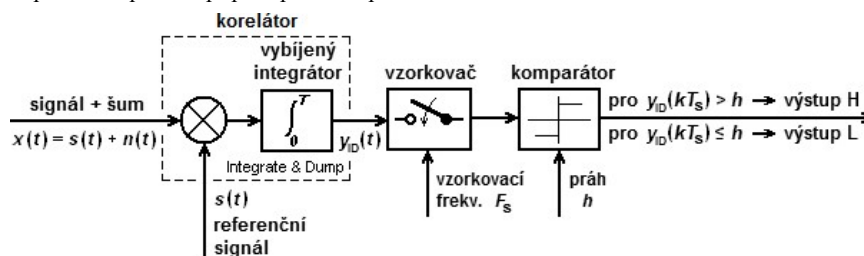 korelátor
vybíjený
integrátor
vzorkovač
komparátor
signál + šum
x(t) = s(t) + n(t)
∫₀ᵀ
y_ID(t)
Integrate & Dump
pro y_ID(kT_s) > h → výstup H
pro y_ID(kT_s) ≤ h → výstup L
s(t)
referenční
signál
vzorkovací
frekv. F_s
práh
h